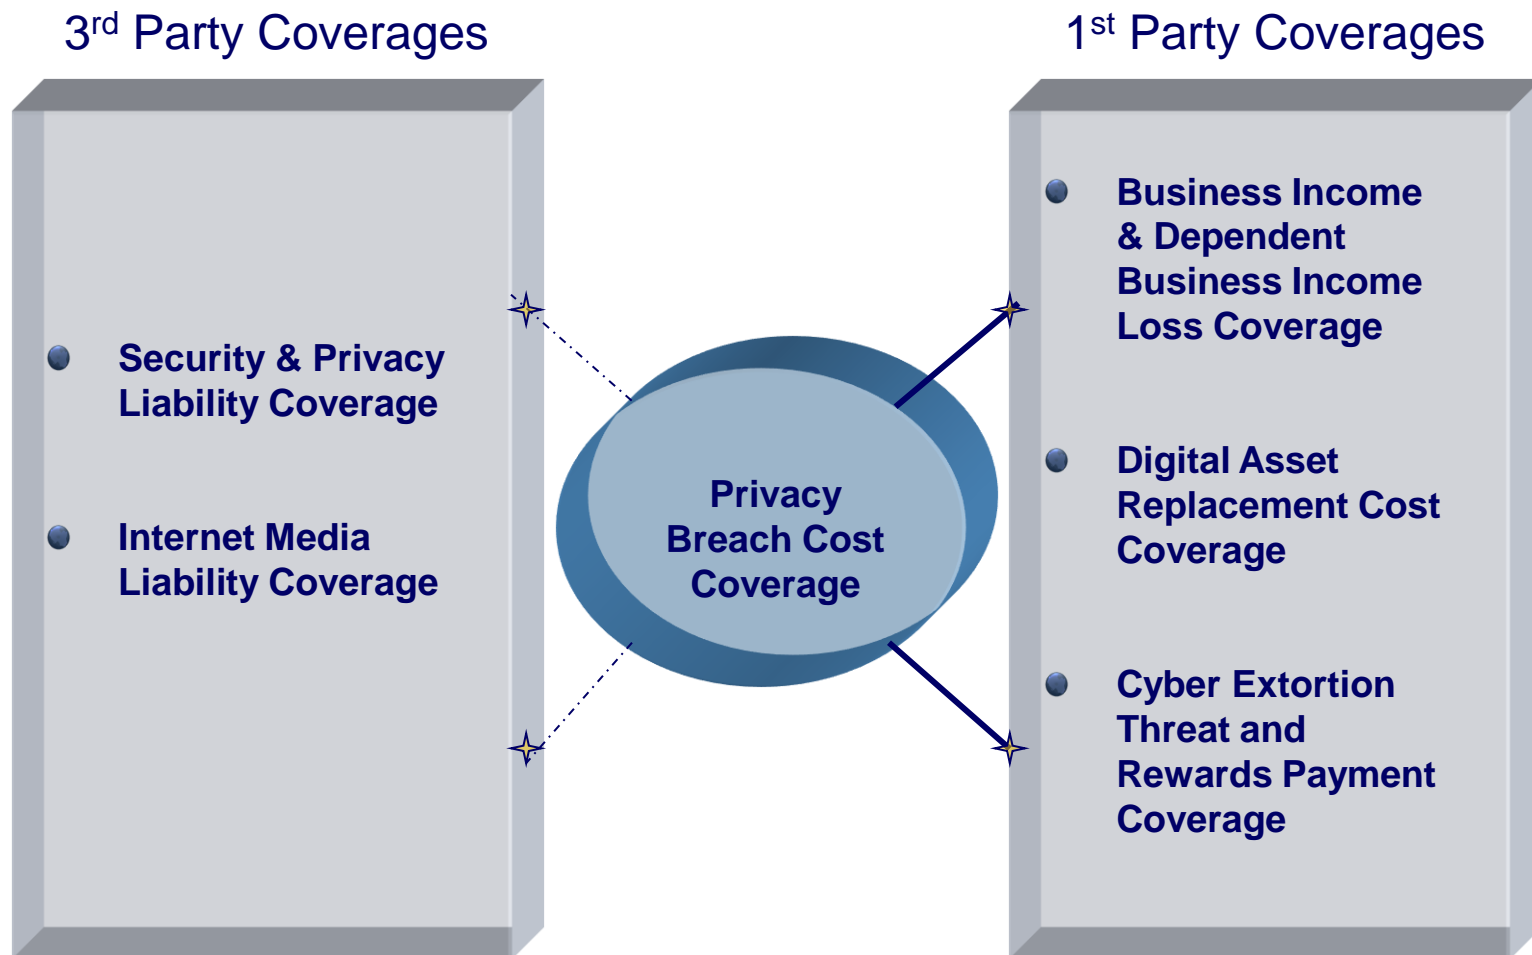 3rd Party Coverages
Security & Privacy
Liability Coverage
Internet Media
Liability Coverage
Privacy
Breach Cost
Coverage
1st Party Coverages
Business Income
& Dependent
Business Income
Loss Coverage
Digital Asset
Replacement Cost
Coverage
Cyber Extortion
Threat and
Rewards Payment
Coverage